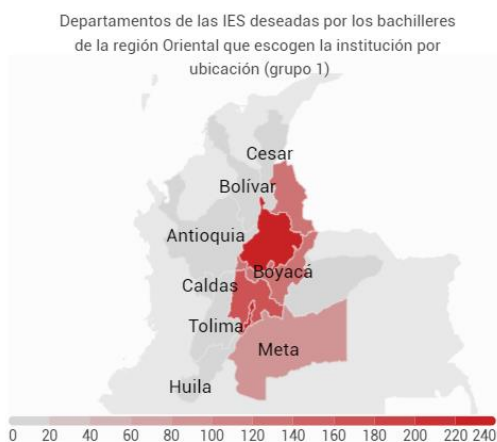 Departamentos de las IES deseadas por los bachilleres
de la región Oriental que escogen la institución por
ubicación (grupo 1)
Cesar
Bolívar
Antioquia
Boyacá
Caldas
Tolima
Meta
Huila
0 20 40 60 80 100 120 140 160 180 200 220 240